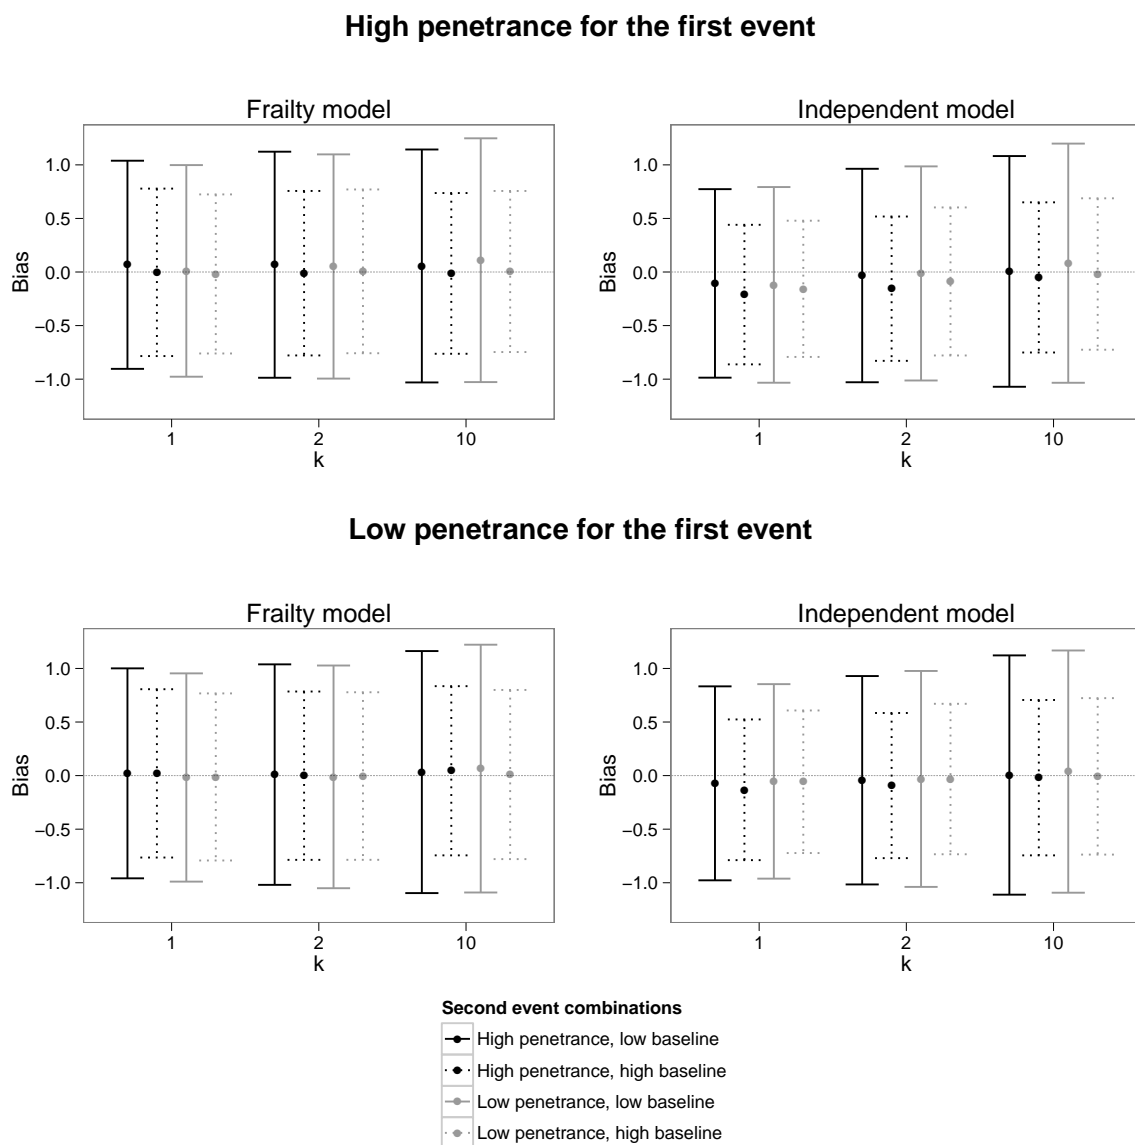 High penetrance for the first event
Frailty model
Independent model
Bias
1.0
0.5
0.0
−0.5
−1.0
1
2
10
k
Bias
1.0
0.5
0.0
−0.5
−1.0
1
2
10
k
Low penetrance for the first event
Frailty model
Independent model
Bias
1.0
0.5
0.0
−0.5
−1.0
1
2
10
k
Bias
1.0
0.5
0.0
−0.5
−1.0
1
2
10
k
Second event combinations
High penetrance, low baseline
High penetrance, high baseline
Low penetrance, low baseline
Low penetrance, high baseline